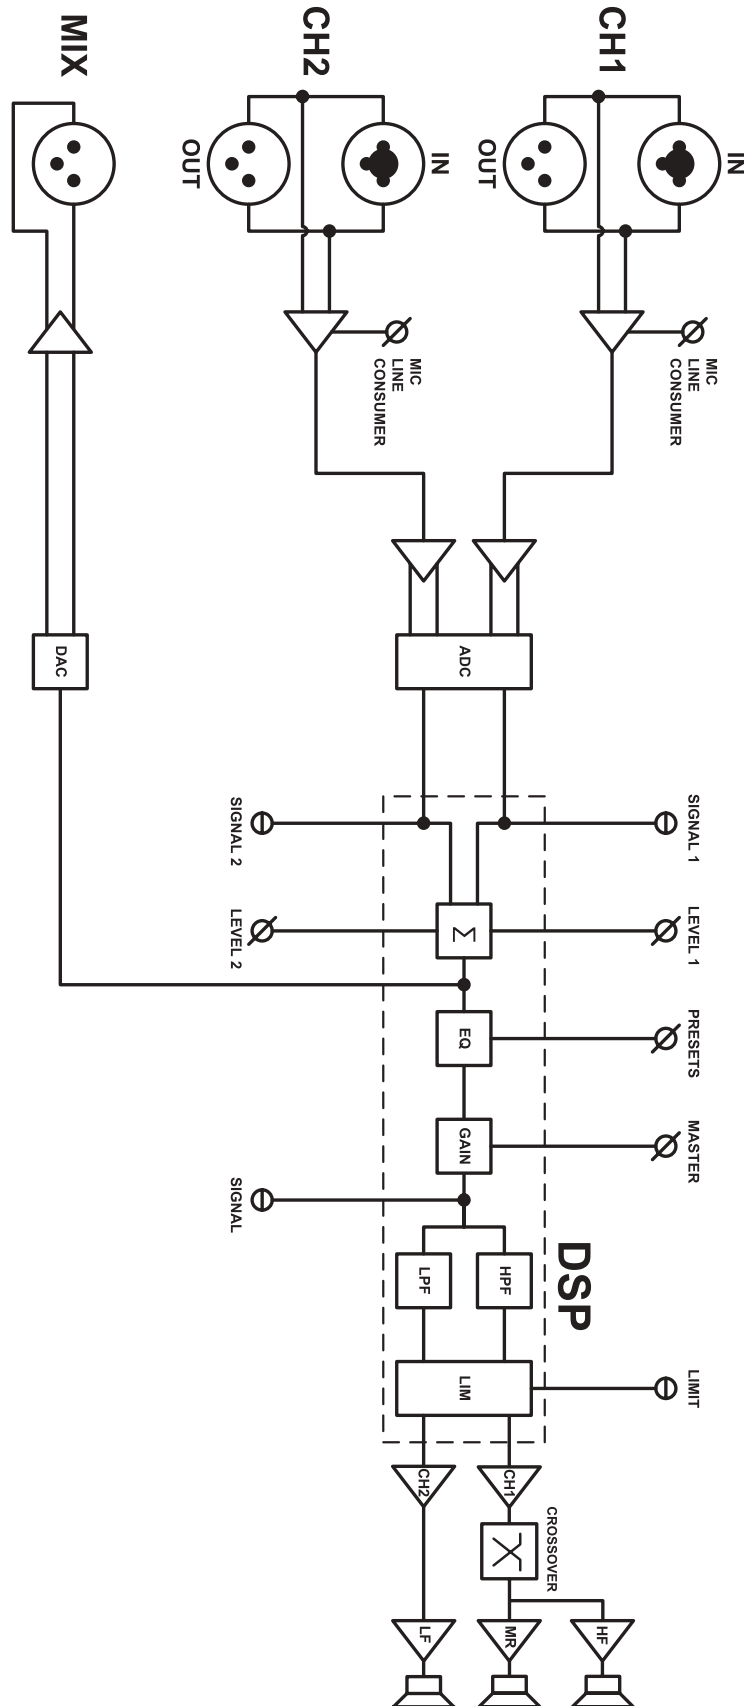 CH1
IN
OUT
MIC
LINE
CONSUMER
CH2
IN
OUT
MIC
LINE
CONSUMER
MIX
ADC
DAC
SIGNAL 1
SIGNAL 2
LEVEL 1
LEVEL 2
Σ
PRESETS
EQ
MASTER
GAIN
SIGNAL
DSP
HPF
LPF
LIMIT
LIM
CH1
CH2
CROSSOVER
HF
MR
LF